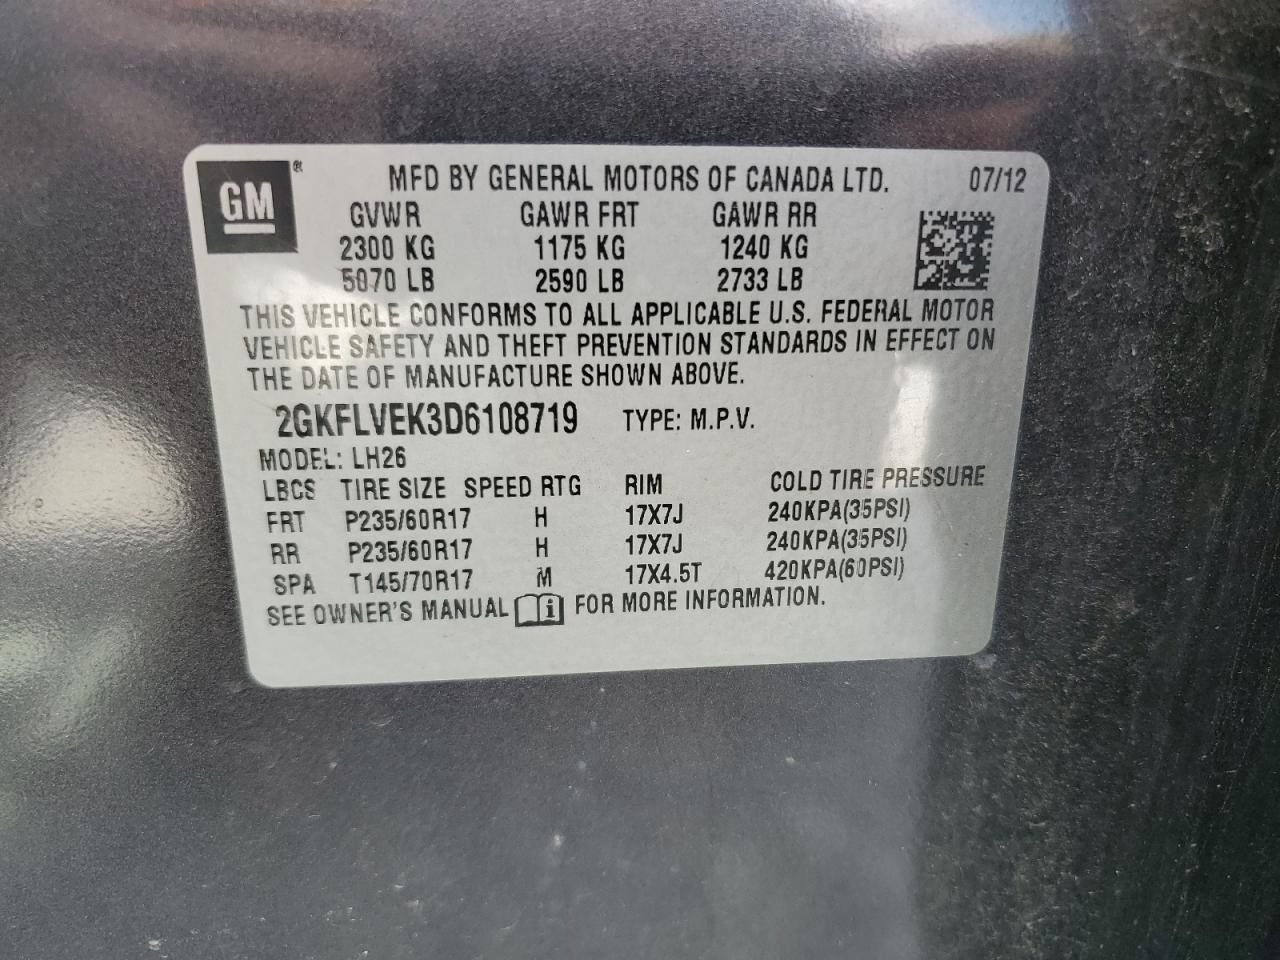 GM ® MFD BY GENERAL MOTORS OF CANADA LTD. 07/12
GVWR GAWR FRT GAWR RR
2300 KG 1175 KG 1240 KG
5070 LB 2590 LB 2733 LB
THIS VEHICLE CONFORMS TO ALL APPLICABLE U.S. FEDERAL MOTOR
VEHICLE SAFETY AND THEFT PREVENTION STANDARDS IN EFFECT ON
THE DATE OF MANUFACTURE SHOWN ABOVE.
2GKFLVEK3D6108719 TYPE: M.P.V.
MODEL: LH26
LBCS TIRE SIZE SPEED RTG RIM COLD TIRE PRESSURE
FRT P235/60R17 H 17X7J 240KPA(35PSI)
RR P235/60R17 H 17X7J 240KPA(35PSI)
SPA T145/70R17 M 17X4.5T 420KPA(60PSI)
SEE OWNER'S MANUAL i FOR MORE INFORMATION.